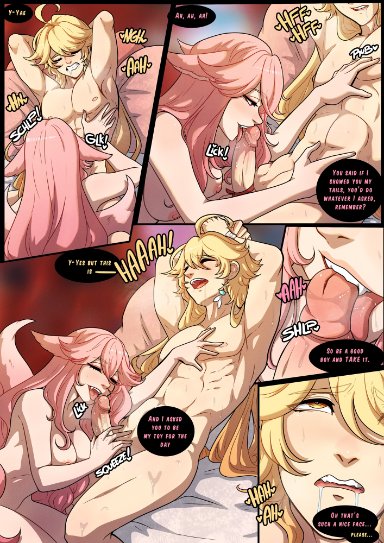 Y-Yae
NGH..
AAH..
HN..
SCHLP!
GLK!
AH, AH, AH!
HFF
HFF
LICK!
YOU SAID IF I
SHOWED YOU MY
TAILS, YOU'D DO
WHATEVER I ASKED,
REMEMBER?
Y-YES BUT THIS
IS —
HAAAH!
AAH..
SHLP..
SO BE A GOOD
BOY AND TAKE IT.
LICK
SQUEEZE!
AND I ASKED
YOU TO BE
MY TOY FOR THE
DAY
HAH..
AH..
OH THAT'S
SUCH A NICE FACE...
PLEASE...